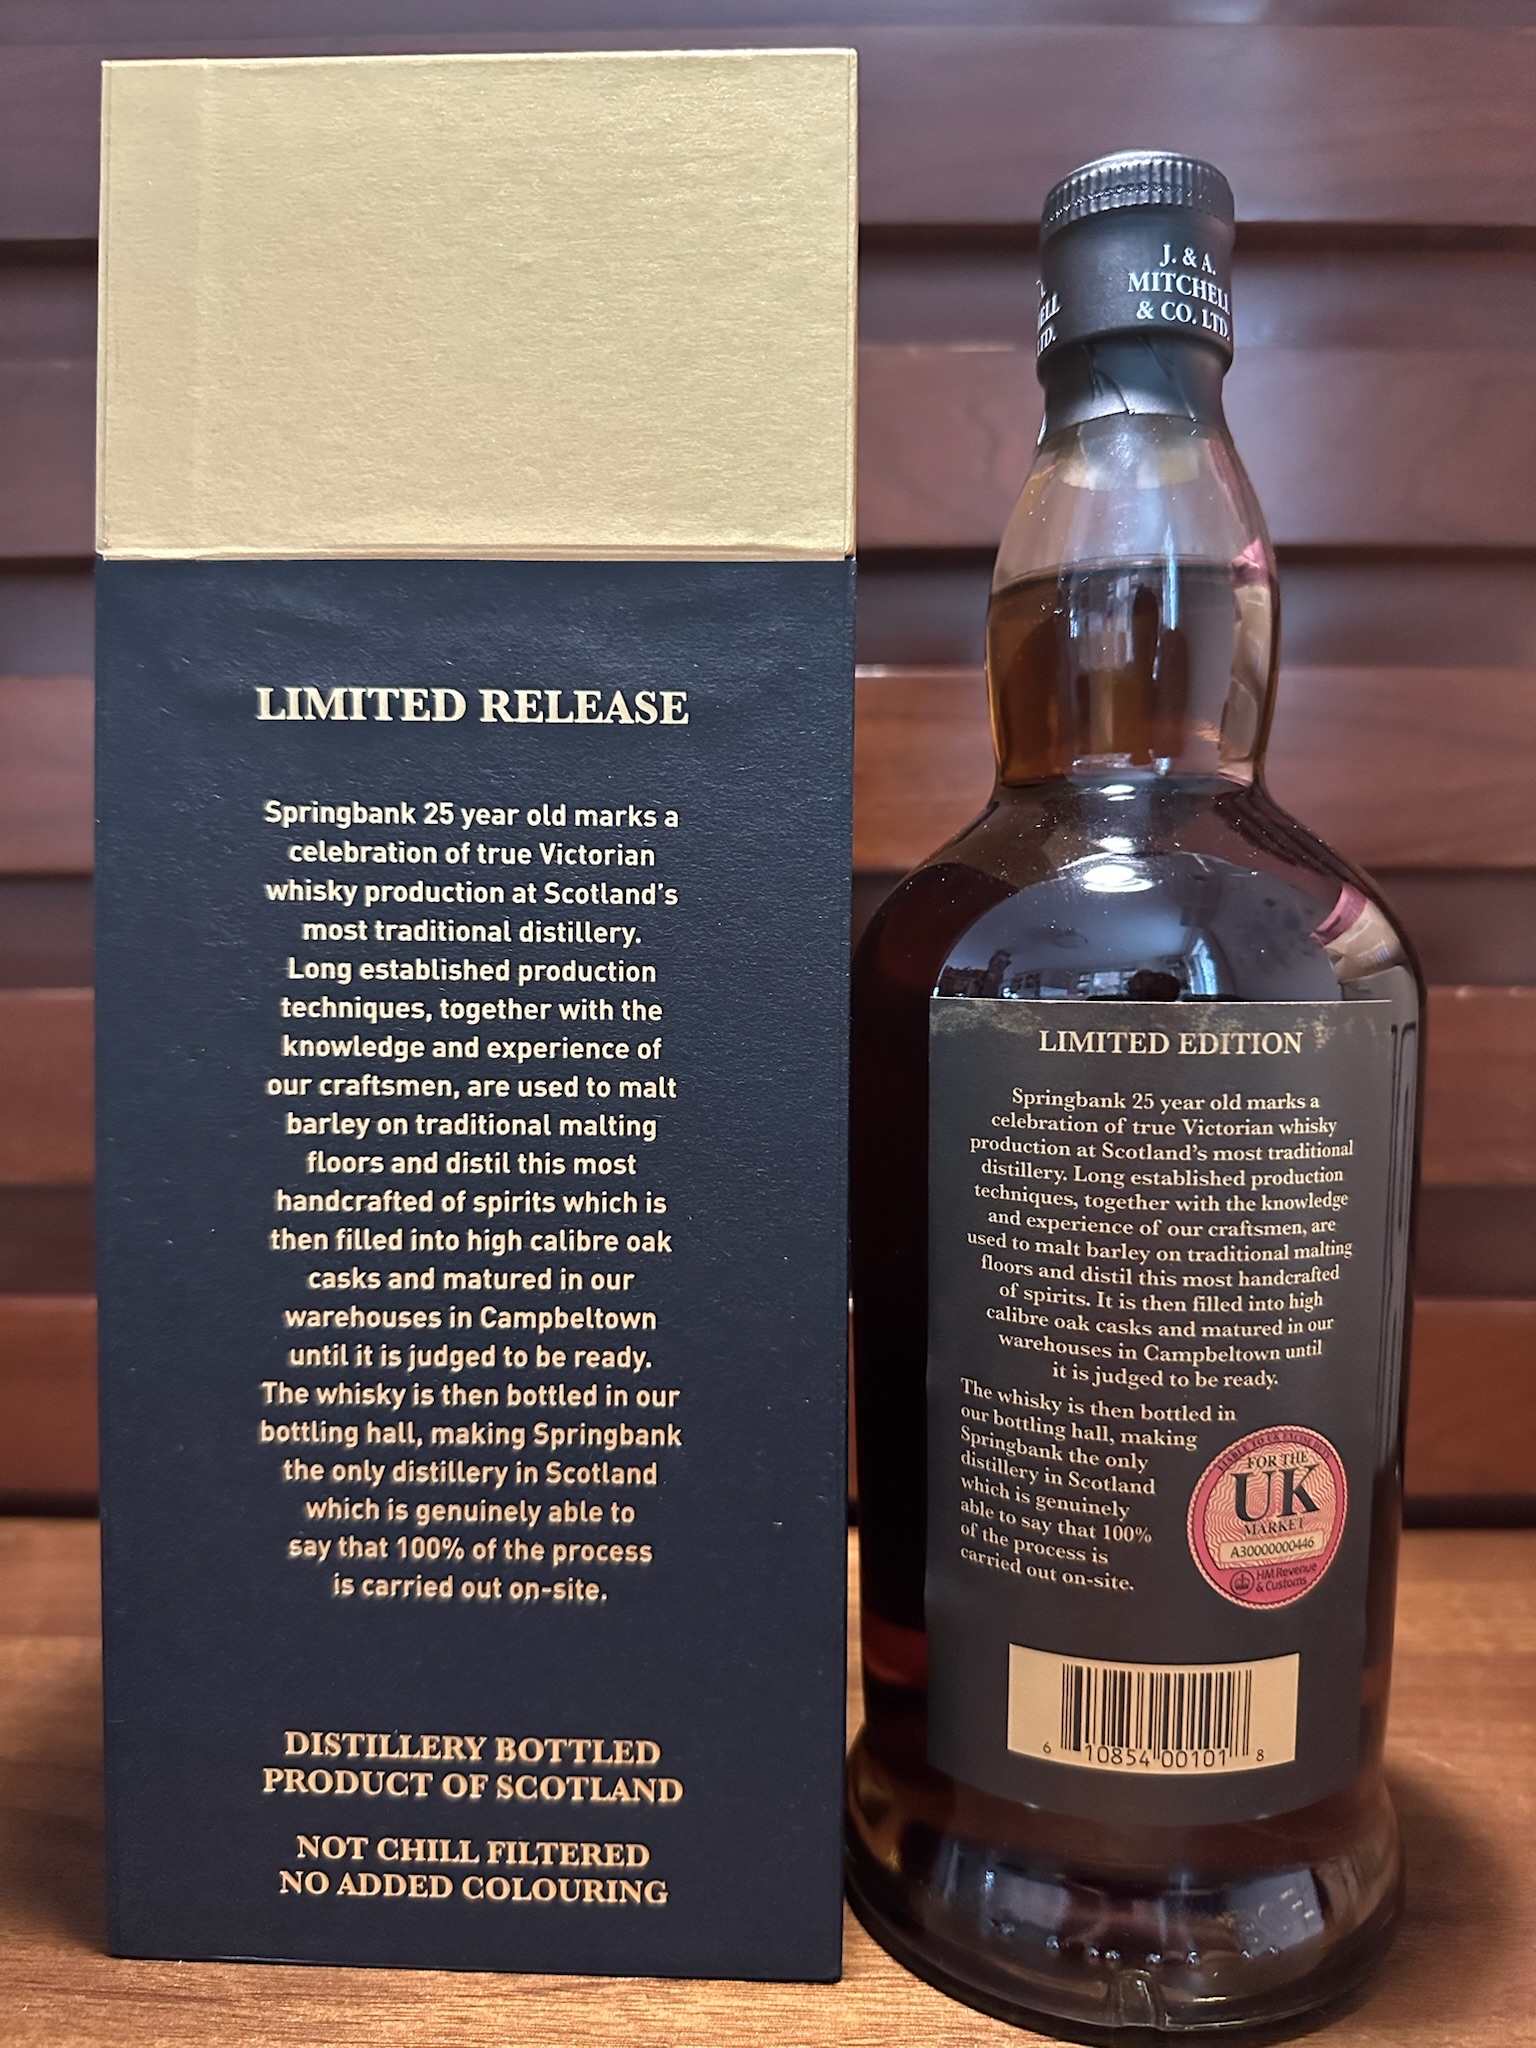 LIMITED RELEASE
Springbank 25 year old marks a
celebration of true Victorian
whisky production at Scotland's
most traditional distillery.
Long established production
techniques, together with the
knowledge and experience of
our craftsmen, are used to malt
barley on traditional malting
floors and distil this most
handcrafted of spirits which is
then filled into high calibre oak
casks and matured in our
warehouses in Campbeltown
until it is judged to be ready.
The whisky is then bottled in our
bottling hall, making Springbank
the only distillery in Scotland
which is genuinely able to
say that 100% of the process
is carried out on-site.
DISTILLERY BOTTLED
PRODUCT OF SCOTLAND
NOT CHILL FILTERED
NO ADDED COLOURING
J. & A.
MITCHELL
& CO. LTD.
LIMITED EDITION
Springbank 25 year old marks a
celebration of true Victorian whisky
production at Scotland's most traditional
distillery. Long established production
techniques, together with the knowledge
and experience of our craftsmen, are
used to malt barley on traditional malting
floors and distil this most handcrafted
of spirits. It is then filled into high
calibre oak casks and matured in our
warehouses in Campbeltown until
it is judged to be ready.
The whisky is then bottled in
our bottling hall, making
Springbank the only
distillery in Scotland
which is genuinely
able to say that 100%
of the process is
carried out on-site.
FOR THE
UK
MARKET
A30000000446
HM Revenue
& Customs
6 10854 00101 8